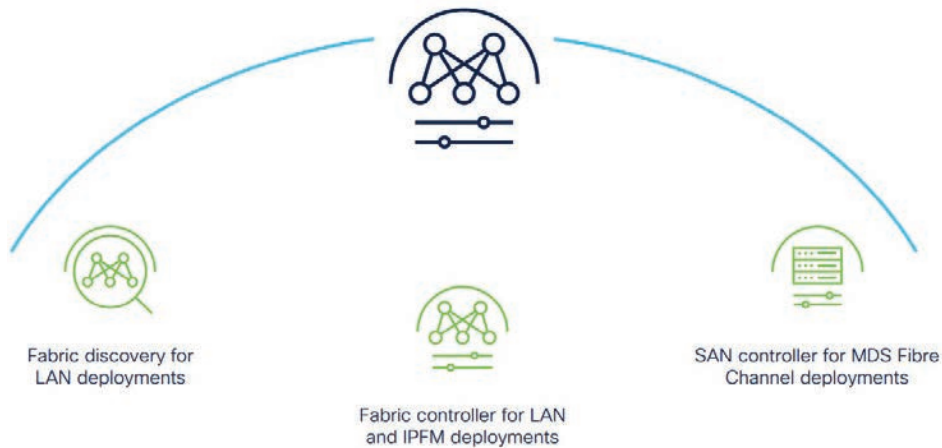 Fabric discovery for
LAN deployments
Fabric controller for LAN
and IPFM deployments
SAN controller for MDS Fibre
Channel deployments